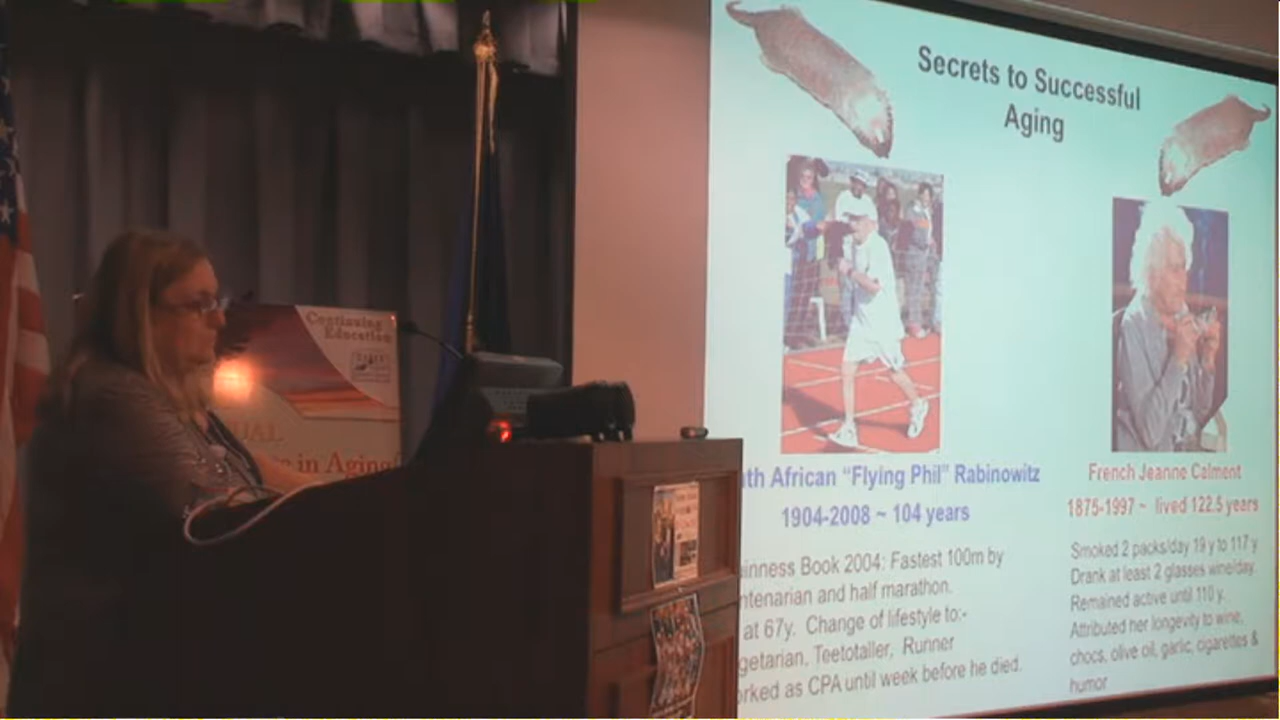 Secrets to Successful
Aging
Continuing
Education
UAL
in Aging
th African "Flying Phil" Rabinowitz
1904-2008 ~ 104 years
inness Book 2004: Fastest 100m by
ntenarian and half marathon.
at 67y. Change of lifestyle to:-
getarian, Teetotaller, Runner
rked as CPA until week before he died.
French Jeanne Calment
1875-1997 ~ lived 122.5 years
Smoked 2 packs/day 19 y to 117 y
Drank at least 2 glasses wine/day.
Remained active until 110 y.
Attributed her longevity to wine,
chocs, olive oil, garlic, cigarettes &
humor